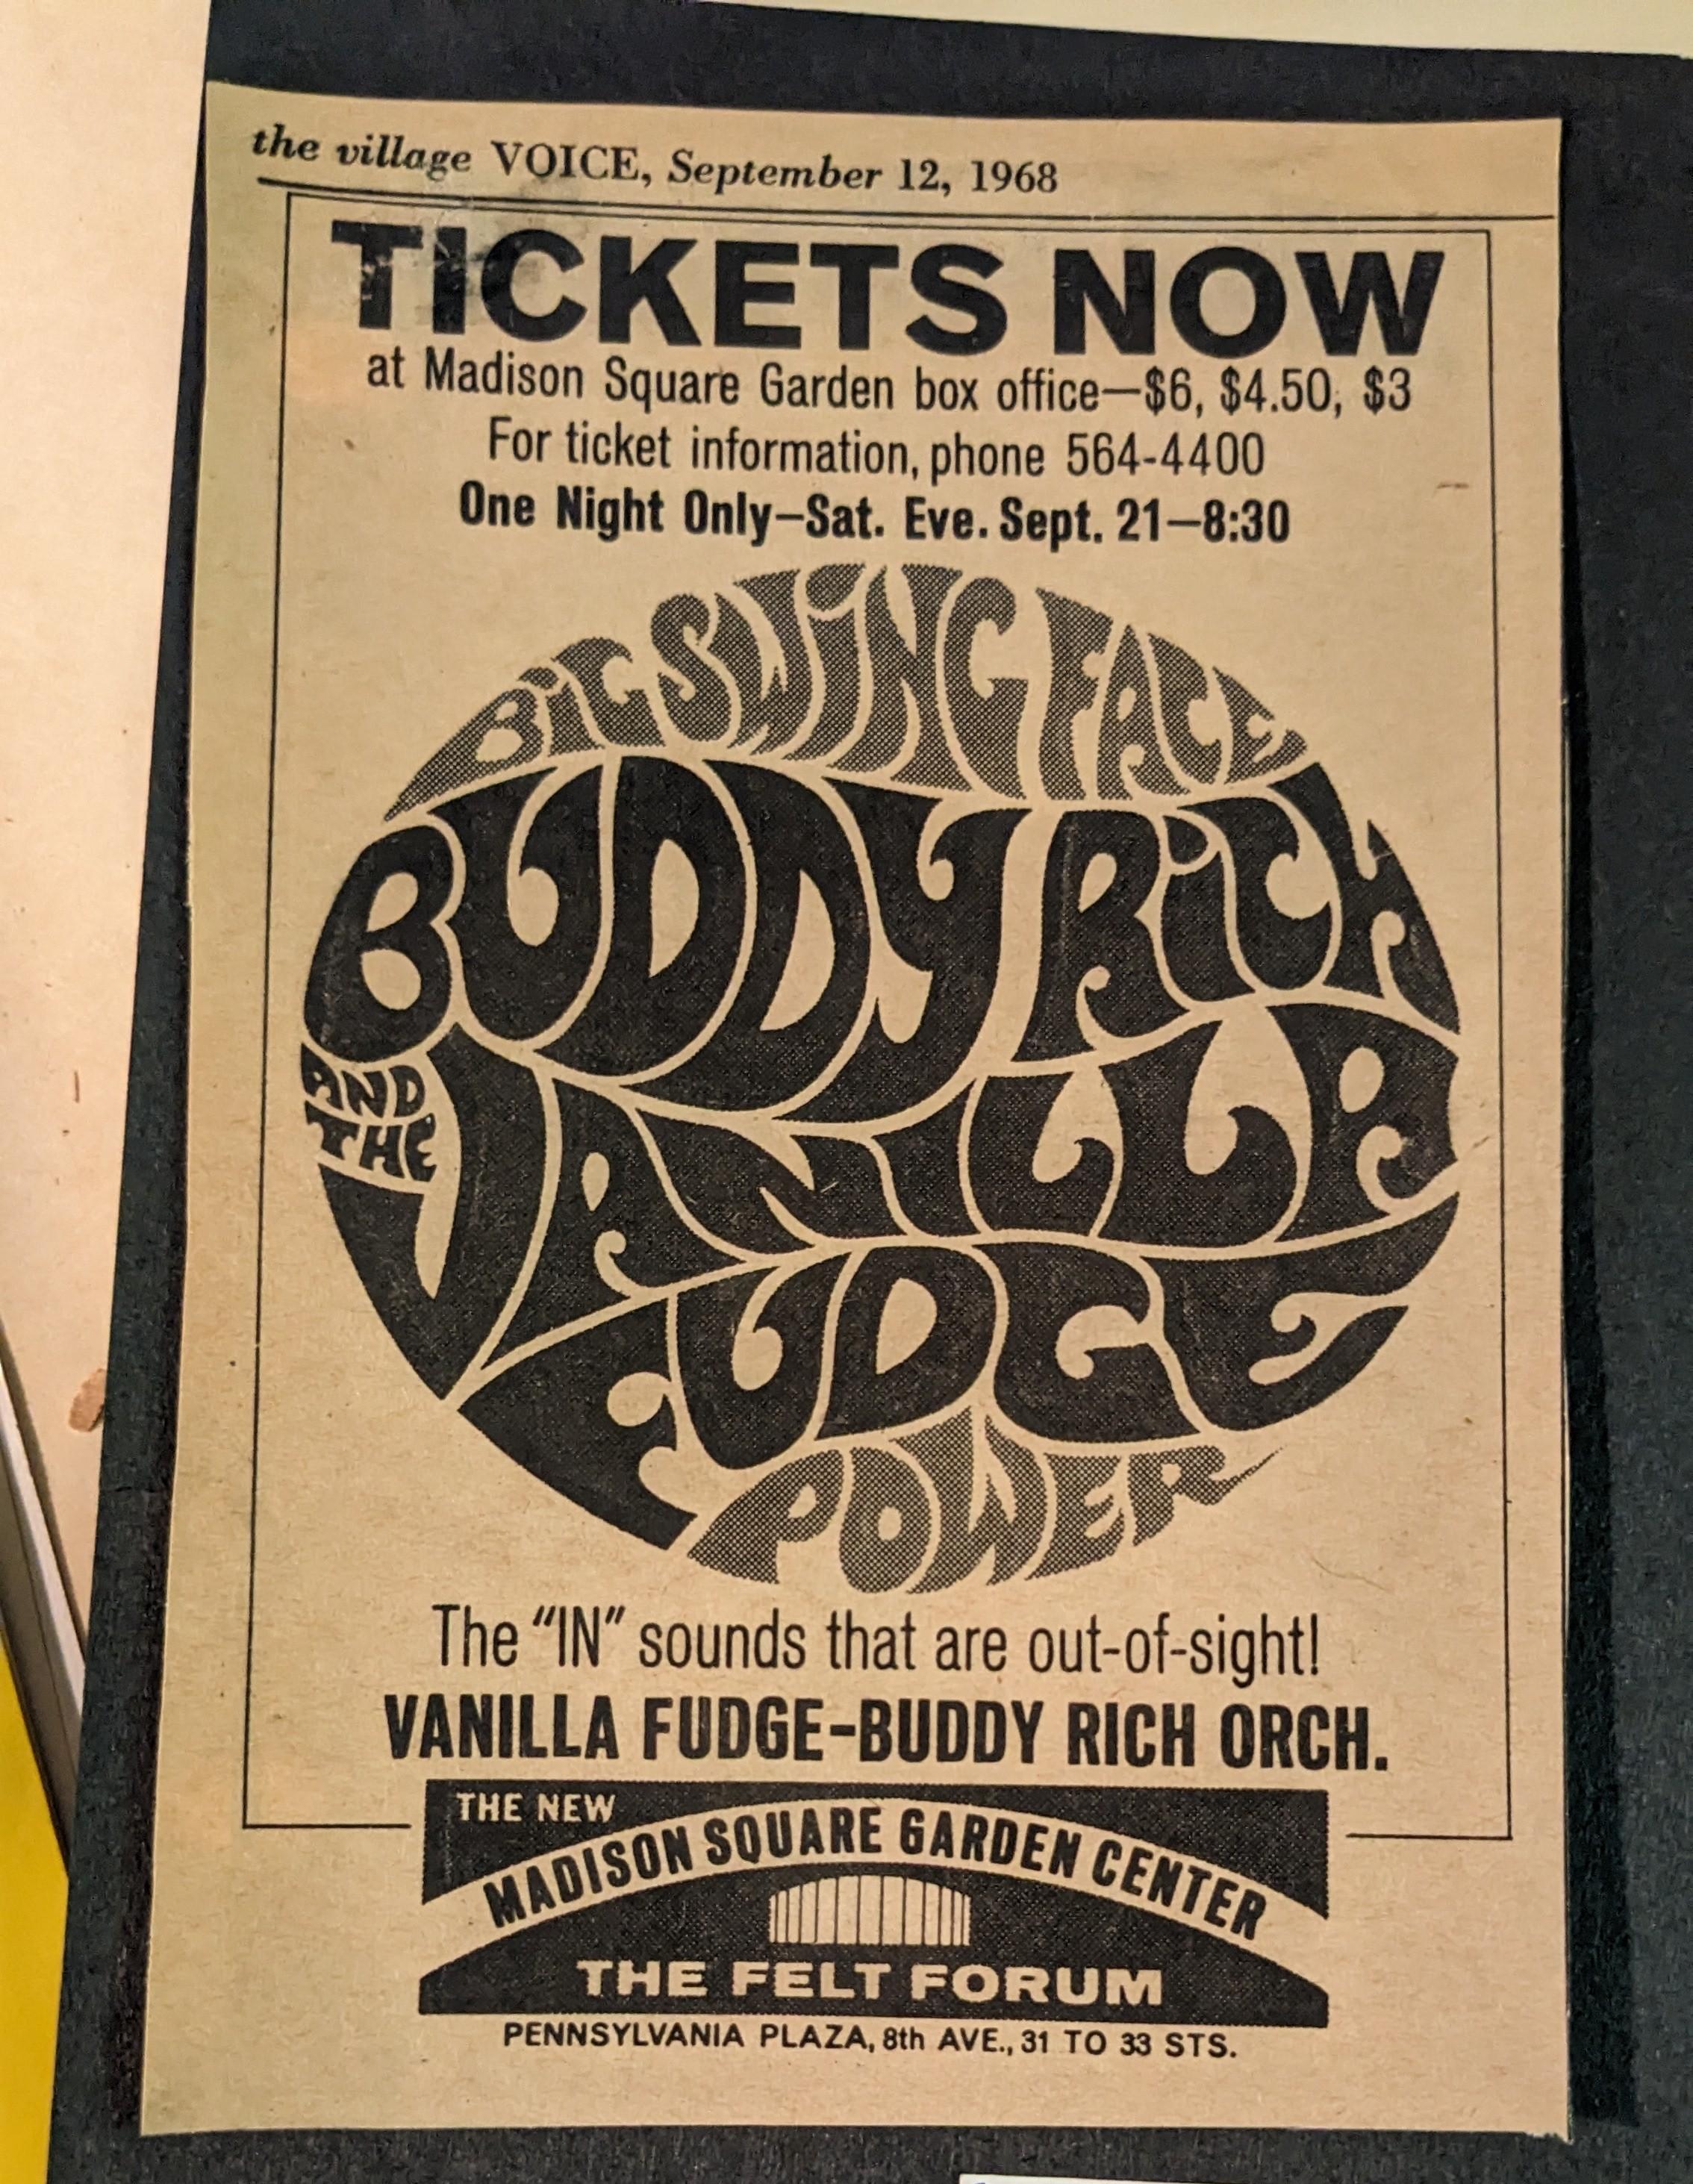 the village VOICE, September 12, 1968
TICKETS NOW
at Madison Square Garden box office—$6, $4.50, $3
For ticket information, phone 564-4400
One Night Only—Sat. Eve. Sept. 21—8:30
BiG SWiNG FACE
BUDDY RiCH
AND
THE
VANILLA
FUDGE
POWER
The “IN” sounds that are out-of-sight!
VANILLA FUDGE-BUDDY RICH ORCH.
THE NEW
MADISON SQUARE GARDEN CENTER
THE FELT FORUM
PENNSYLVANIA PLAZA, 8th AVE., 31 TO 33 STS.